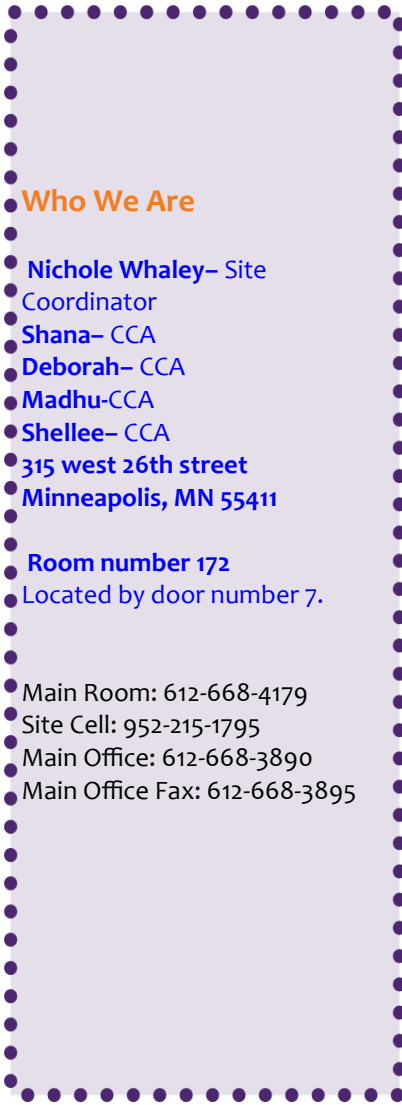 Who We Are
Nichole Whaley– Site
Coordinator
Shana– CCA
Deborah– CCA
Madhu-CCA
Shellee– CCA
315 west 26th street
Minneapolis, MN 55411
Room number 172
Located by door number 7.
Main Room: 612-668-4179
Site Cell: 952-215-1795
Main Office: 612-668-3890
Main Office Fax: 612-668-3895